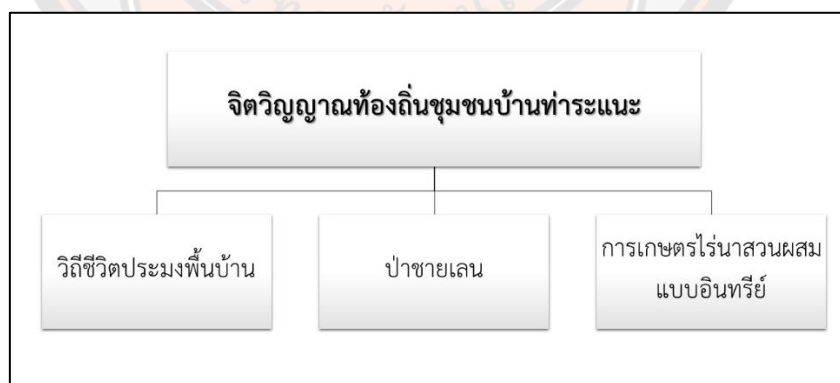 จิตวิญญาณท้องถิ่นชุมชนบ้านท่าระแนะ
วิถีชีวิตประมงพื้นบ้าน
ป่าชายเลน
การเกษตรไร่นาสวนผสม
แบบอินทรีย์